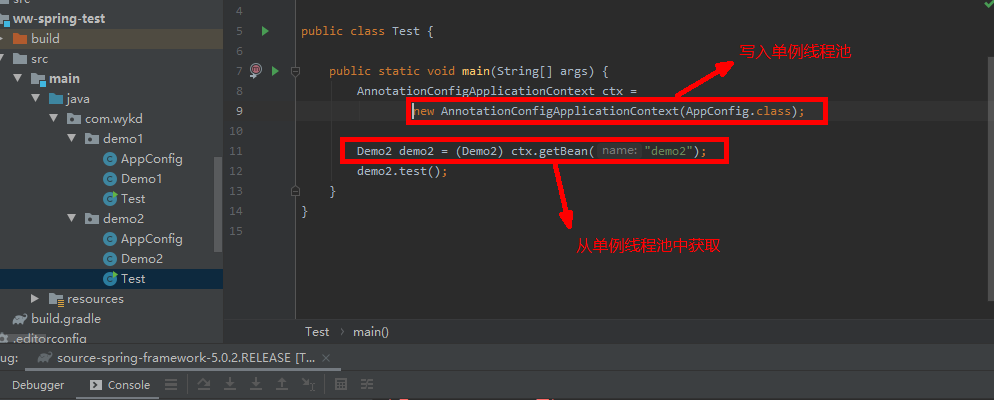 src
ww-spring-test
build
src
main
java
com.wykd
demo1
AppConfig
Demo1
Test
demo2
AppConfig
Demo2
Test
resources
build.gradle
.editorconfig
4
5 public class Test {
6
7 public static void main(String[] args) {
8 AnnotationConfigApplicationContext ctx =
9 new AnnotationConfigApplicationContext(AppConfig.class);
10
11 Demo2 demo2 = (Demo2) ctx.getBean( name: "demo2");
12 demo2.test();
13 }
14 }
15
写入单例线程池
从单例线程池中获取
Test › main()
ug: source-spring-framework-5.0.2.RELEASE [T... ×
Debugger Console